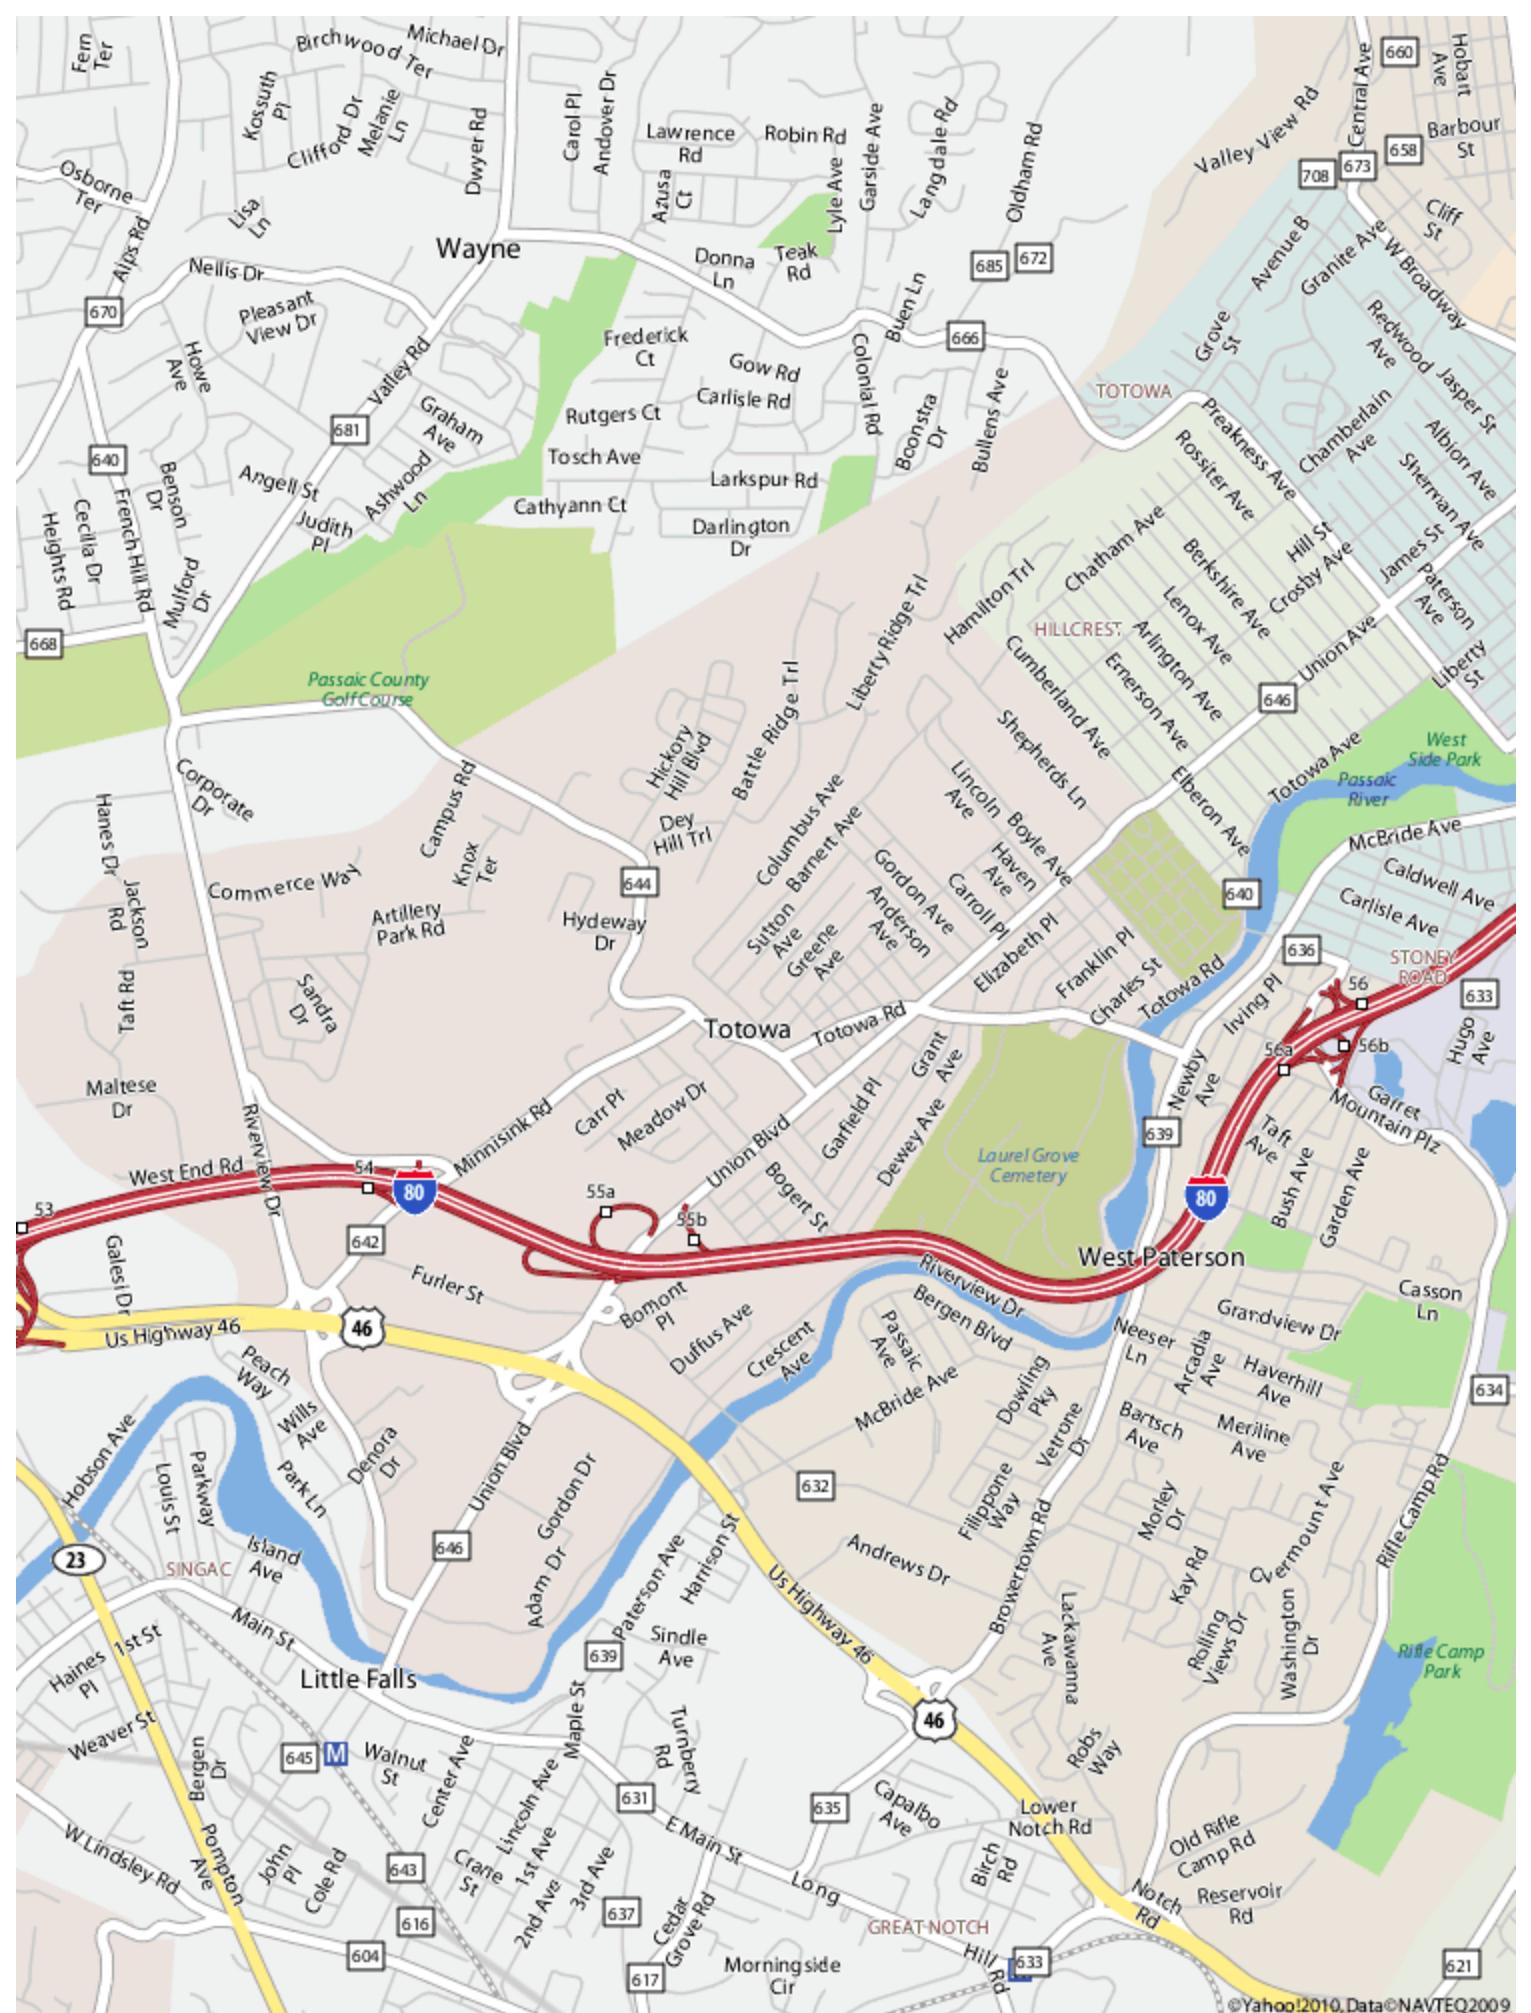 Fern
Ter
Birchwood Ter
Michael Dr
Kossuth
Pl
Clifford Dr
Melanie
Ln
Dwyer Rd
Carol Pl
Andover Dr
Lawrence
Rd
Robin Rd
Garside Ave
Langdale Rd
Oldham Rd
Valley View Rd
Central Ave
660
Hobart
Ave
658
Barbour
St
673
708
Osborne
Ter
Lisa
Ln
Alps Rd
Azusa
Ct
Lyle Ave
Wayne
Nellis Dr
Donna
Ln
Teak
Rd
685
672
Avenue B
Granite Ave
Cliff
St
W Broadway
670
Pleasant
View Dr
Howe
Ave
Valley Rd
Frederick
Ct
Gow Rd
Carlisle Rd
Colonial Rd
Buen Ln
666
Grove
St
Redwood
Ave
Jasper St
TOTOWA
Preakness Ave
Chamberlain
Ave
681
Graham
Ave
Rutgers Ct
Boonstra
Dr
Bullens Ave
Albion Ave
Sherman Ave
640
Benson
Dr
Angell St
Ashwood
Ln
Tosch Ave
Larkspur Rd
Rossiter Ave
Cathyann Ct
Judith
Pl
Darlington
Dr
Heights Rd
Cecilia Dr
French Hill Rd
Mulford
Dr
Chatham Ave
Hill St
Crosby Ave
James St
Paterson
Ave
Berkshire Ave
Lenox Ave
Hamilton Trl
HILLCREST
Arlington Ave
Emerson Ave
Cumberland Ave
Union Ave
646
Liberty
St
668
Passaic County
Golf Course
Liberty Ridge Trl
Battle Ridge Trl
Hickory
Hill Blvd
Shepherds Ln
Totowa Ave
West
Side Park
Passaic
River
Elberon Ave
McBride Ave
Corporate
Dr
Hanes Dr
Campus Rd
Knox
Ter
Dey
Hill Trl
Columbus Ave
Barnett Ave
Lincoln
Ave
Boyle Ave
Haven
Ave
Gordon Ave
Carroll Pl
Anderson
Ave
Caldwell Ave
Carlisle Ave
Commerce Way
Jackson
Rd
Artillery
Park Rd
644
Hydeway
Dr
Sutton
Ave
Greene
Ave
Elizabeth Pl
Franklin Pl
Charles St
Totowa Rd
640
636
STONEY
ROAD
Taft Rd
Sandra
Dr
Irving Pl
56
633
Totowa
Totowa Rd
Grant
Ave
Newby
Ave
56a
56b
Hugo
Ave
Maltese
Dr
Riverview Dr
Minnisink Rd
Carr Pl
Meadow Dr
Union Blvd
Garfield Pl
Dewey Ave
Laurel Grove
Cemetery
639
Taft
Ave
Garret
Mountain Plz
Bush Ave
Garden Ave
West End Rd
54
80
53
55a
55b
Bogert St
80
West Paterson
Galesi Dr
642
Furler St
Us Highway 46
46
Bomont
Pl
Duffus Ave
Crescent
Ave
Riverview Dr
Bergen Blvd
Passaic
Ave
McBride Ave
Neeser
Ln
Grandview Dr
Casson
Ln
Arcadia
Ave
Haverhill
Ave
634
Peach
Way
Wills
Ave
Park Ln
Denora
Dr
Dowling
Pky
Vetrone
Dr
Bartsch
Ave
Meriline
Ave
Hobson Ave
Louis St
Parkway
Union Blvd
Gordon Dr
632
Filippone
Way
Morley
Dr
Overmount Ave
Rifle Camp Rd
23
SINGAC
Island
Ave
646
Adam Dr
Harrison St
Paterson Ave
Us Highway 46
Andrews Dr
Browertown Rd
Kay Rd
Main St
Haines
Pl
1st St
Little Falls
639
Sindle
Ave
Lackawanna
Ave
Rolling
Views Dr
Washington
Dr
Rifle Camp
Park
Weaver St
Bergen
Dr
645
M
Walnut
St
Maple St
Turnberry
Rd
46
Robs
Way
Center Ave
631
635
Capalbo
Ave
Lower
Notch Rd
Lincoln Ave
E Main St
W Lindsley Rd
Pompton
Ave
John
Pl
Cole Rd
643
Crane
St
1st Ave
2nd Ave
3rd Ave
Long
Hill Rd
Birch
Rd
Old Rifle
Camp Rd
Notch
Rd
Reservoir
Rd
616
637
Cedar
Grove Rd
GREAT NOTCH
604
617
Morningside
Cir
633
621
©Yahoo!2010, Data©NAVTEQ2009